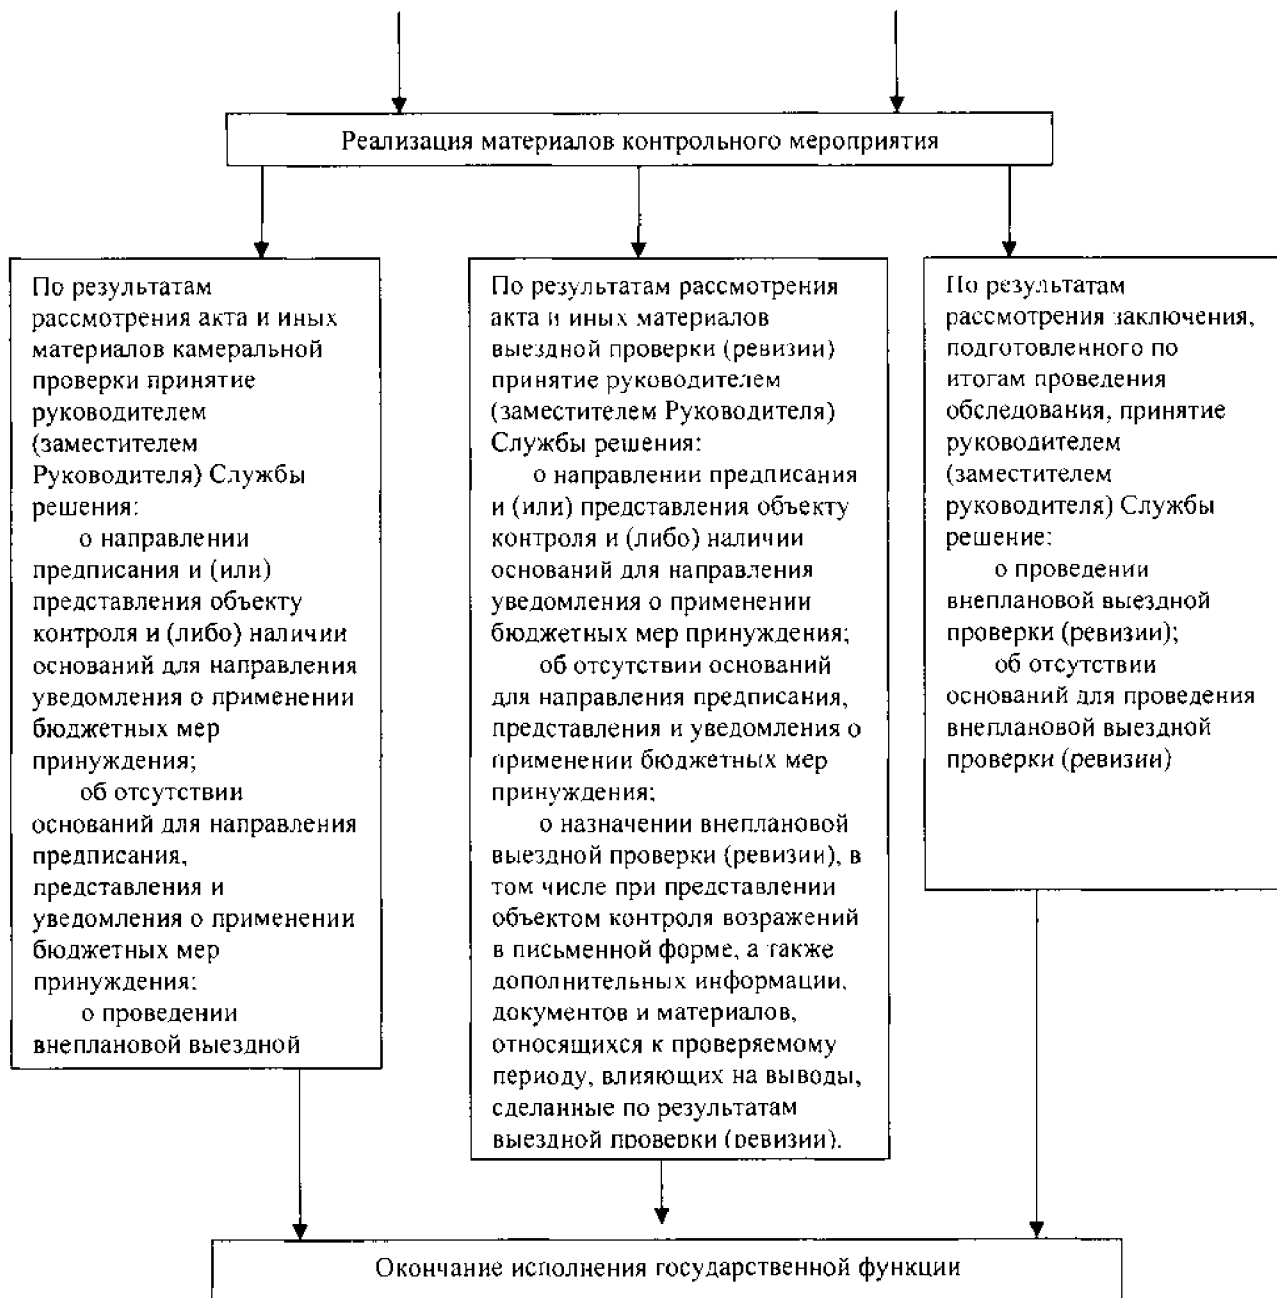 Реализация материалов контрольного мероприятия
По результатам
рассмотрения акта и иных
материалов камеральной
проверки принятие
руководителем
(заместителем
Руководителя) Службы
решения:
о направлении
предписания и (или)
представления объекту
контроля и (либо) наличии
оснований для направления
уведомления о применении
бюджетных мер
принуждения;
об отсутствии
оснований для направления
предписания,
представления и
уведомления о применении
бюджетных мер
принуждения;
о проведении
внеплановой выездной
По результатам рассмотрения
акта и иных материалов
выездной проверки (ревизии)
принятие руководителем
(заместителем Руководителя)
Службы решения:
о направлении предписания
и (или) представления объекту
контроля и (либо) наличии
оснований для направления
уведомления о применении
бюджетных мер принуждения;
об отсутствии оснований
для направления предписания,
представления и уведомления о
применении бюджетных мер
принуждения;
о назначении внеплановой
выездной проверки (ревизии), в
том числе при представлении
объектом контроля возражений
в письменной форме, а также
дополнительных информации,
документов и материалов,
относящихся к проверяемому
периоду, влияющих на выводы,
сделанные по результатам
выездной проверки (ревизии).
По результатам
рассмотрения заключения,
подготовленного по
итогам проведения
обследования, принятие
руководителем
(заместителем
руководителя) Службы
решение:
о проведении
внеплановой выездной
проверки (ревизии);
об отсутствии
оснований для проведения
внеплановой выездной
проверки (ревизии)
Окончание исполнения государственной функции